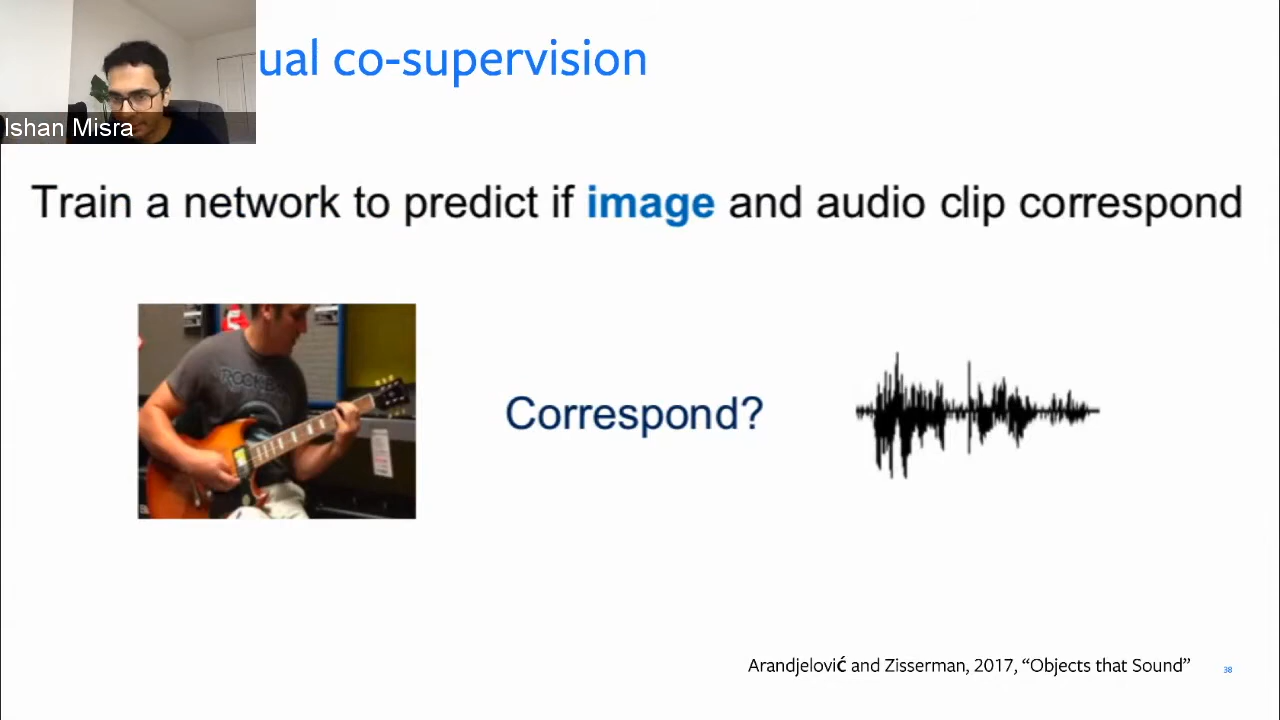 ual co-supervision
Ishan Misra
Train a network to predict if image and audio clip correspond
Correspond?
Arandjelović and Zisserman, 2017, “Objects that Sound”
38